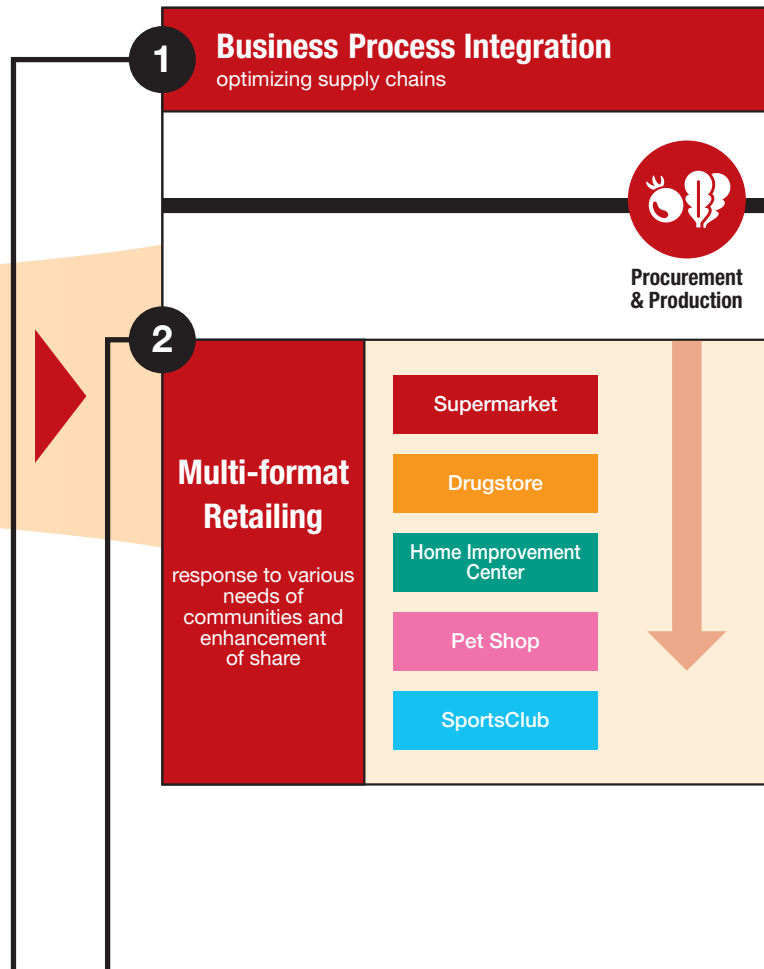 1
Business Process Integration
optimizing supply chains
Procurement
& Production
2
Multi-format
Retailing
response to various
needs of
communities and
enhancement
of share
Supermarket
Drugstore
Home Improvement
Center
Pet Shop
SportsClub